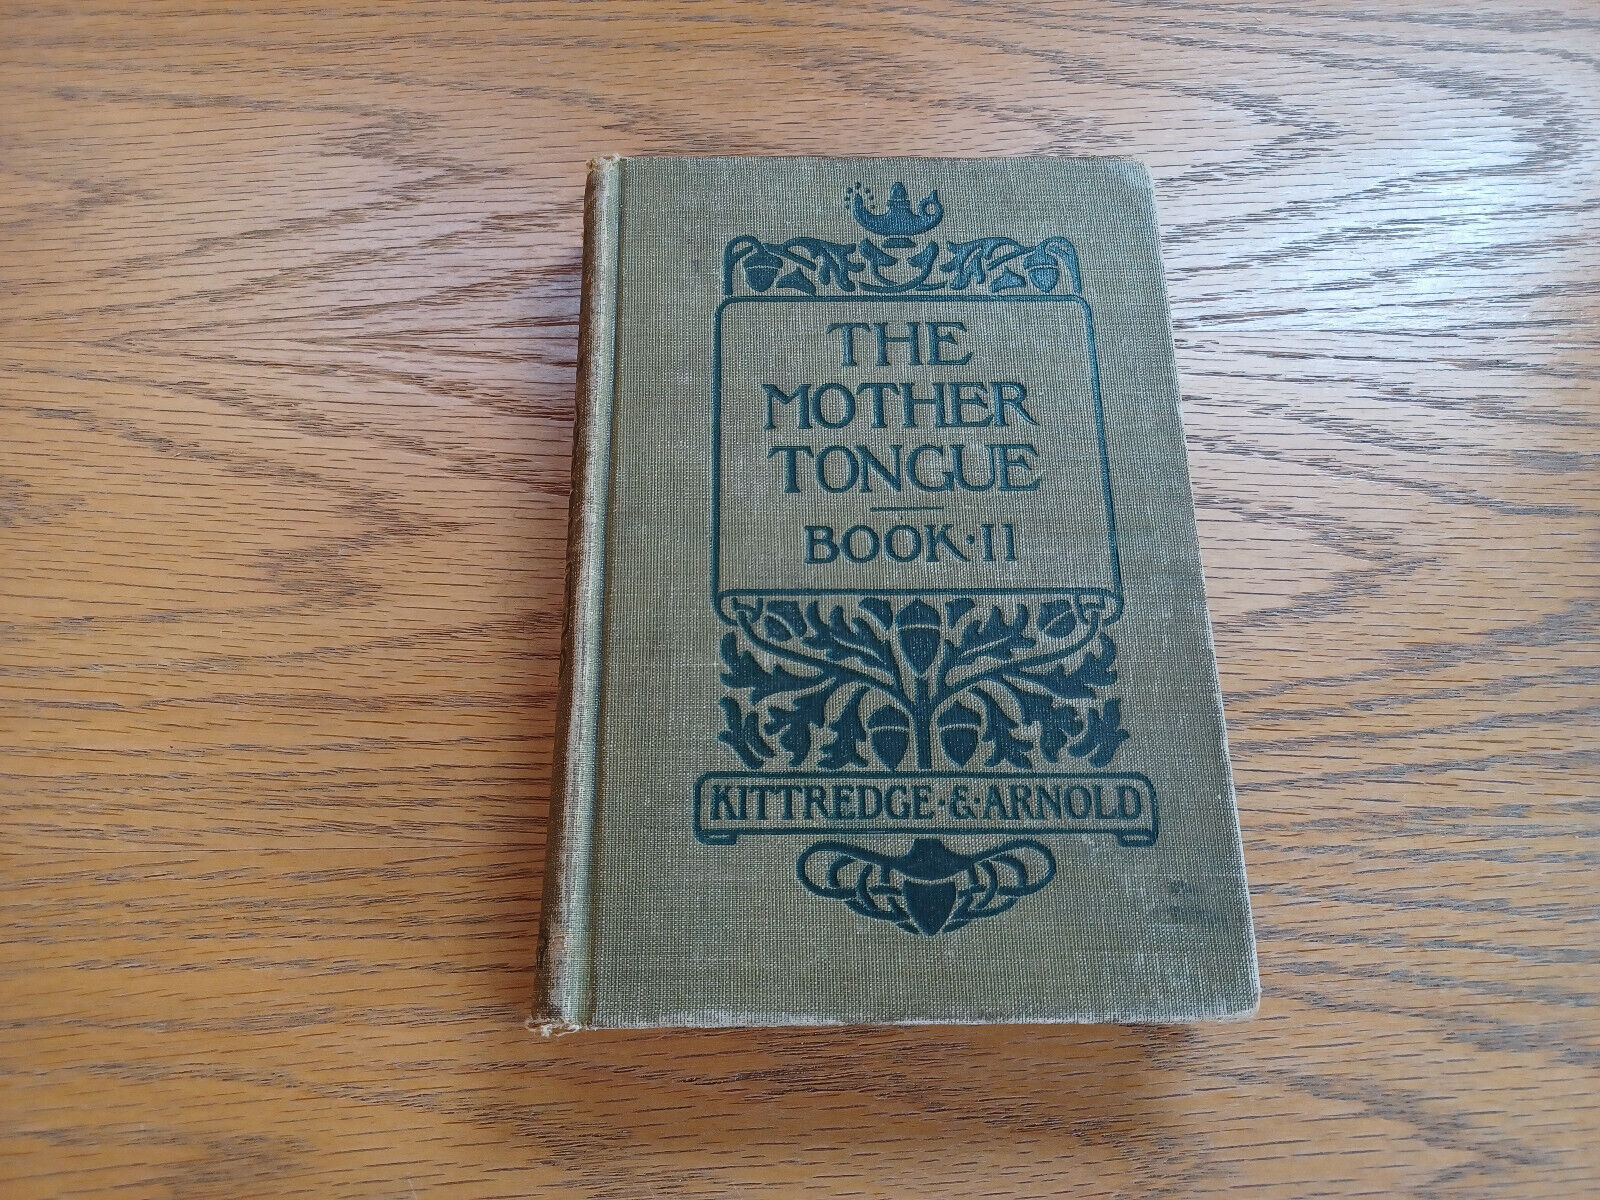 THE
MOTHER
TONGUE
BOOK·II
KITTREDGE·&·ARNOLD